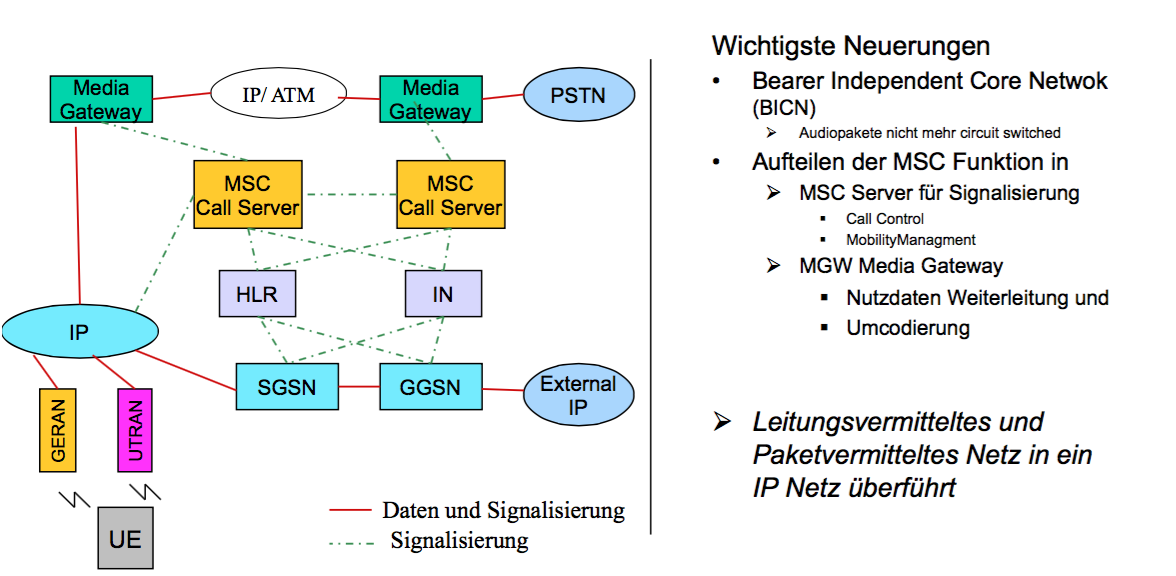 Media
Gateway
IP/ ATM
Media
Gateway
PSTN
MSC
Call Server
MSC
Call Server
HLR
IN
IP
SGSN
GGSN
External
IP
GERAN
UTRAN
UE
Daten und Signalisierung
Signalisierung
Wichtigste Neuerungen
• Bearer Independent Core Netwok
(BICN)
➢ Audiopakete nicht mehr circuit switched
• Aufteilen der MSC Funktion in
➢ MSC Server für Signalisierung
▪ Call Control
▪ MobilityManagment
➢ MGW Media Gateway
▪ Nutzdaten Weiterleitung und
▪ Umcodierung
➢ Leitungsvermitteltes und
Paketvermitteltes Netz in ein
IP Netz überführt